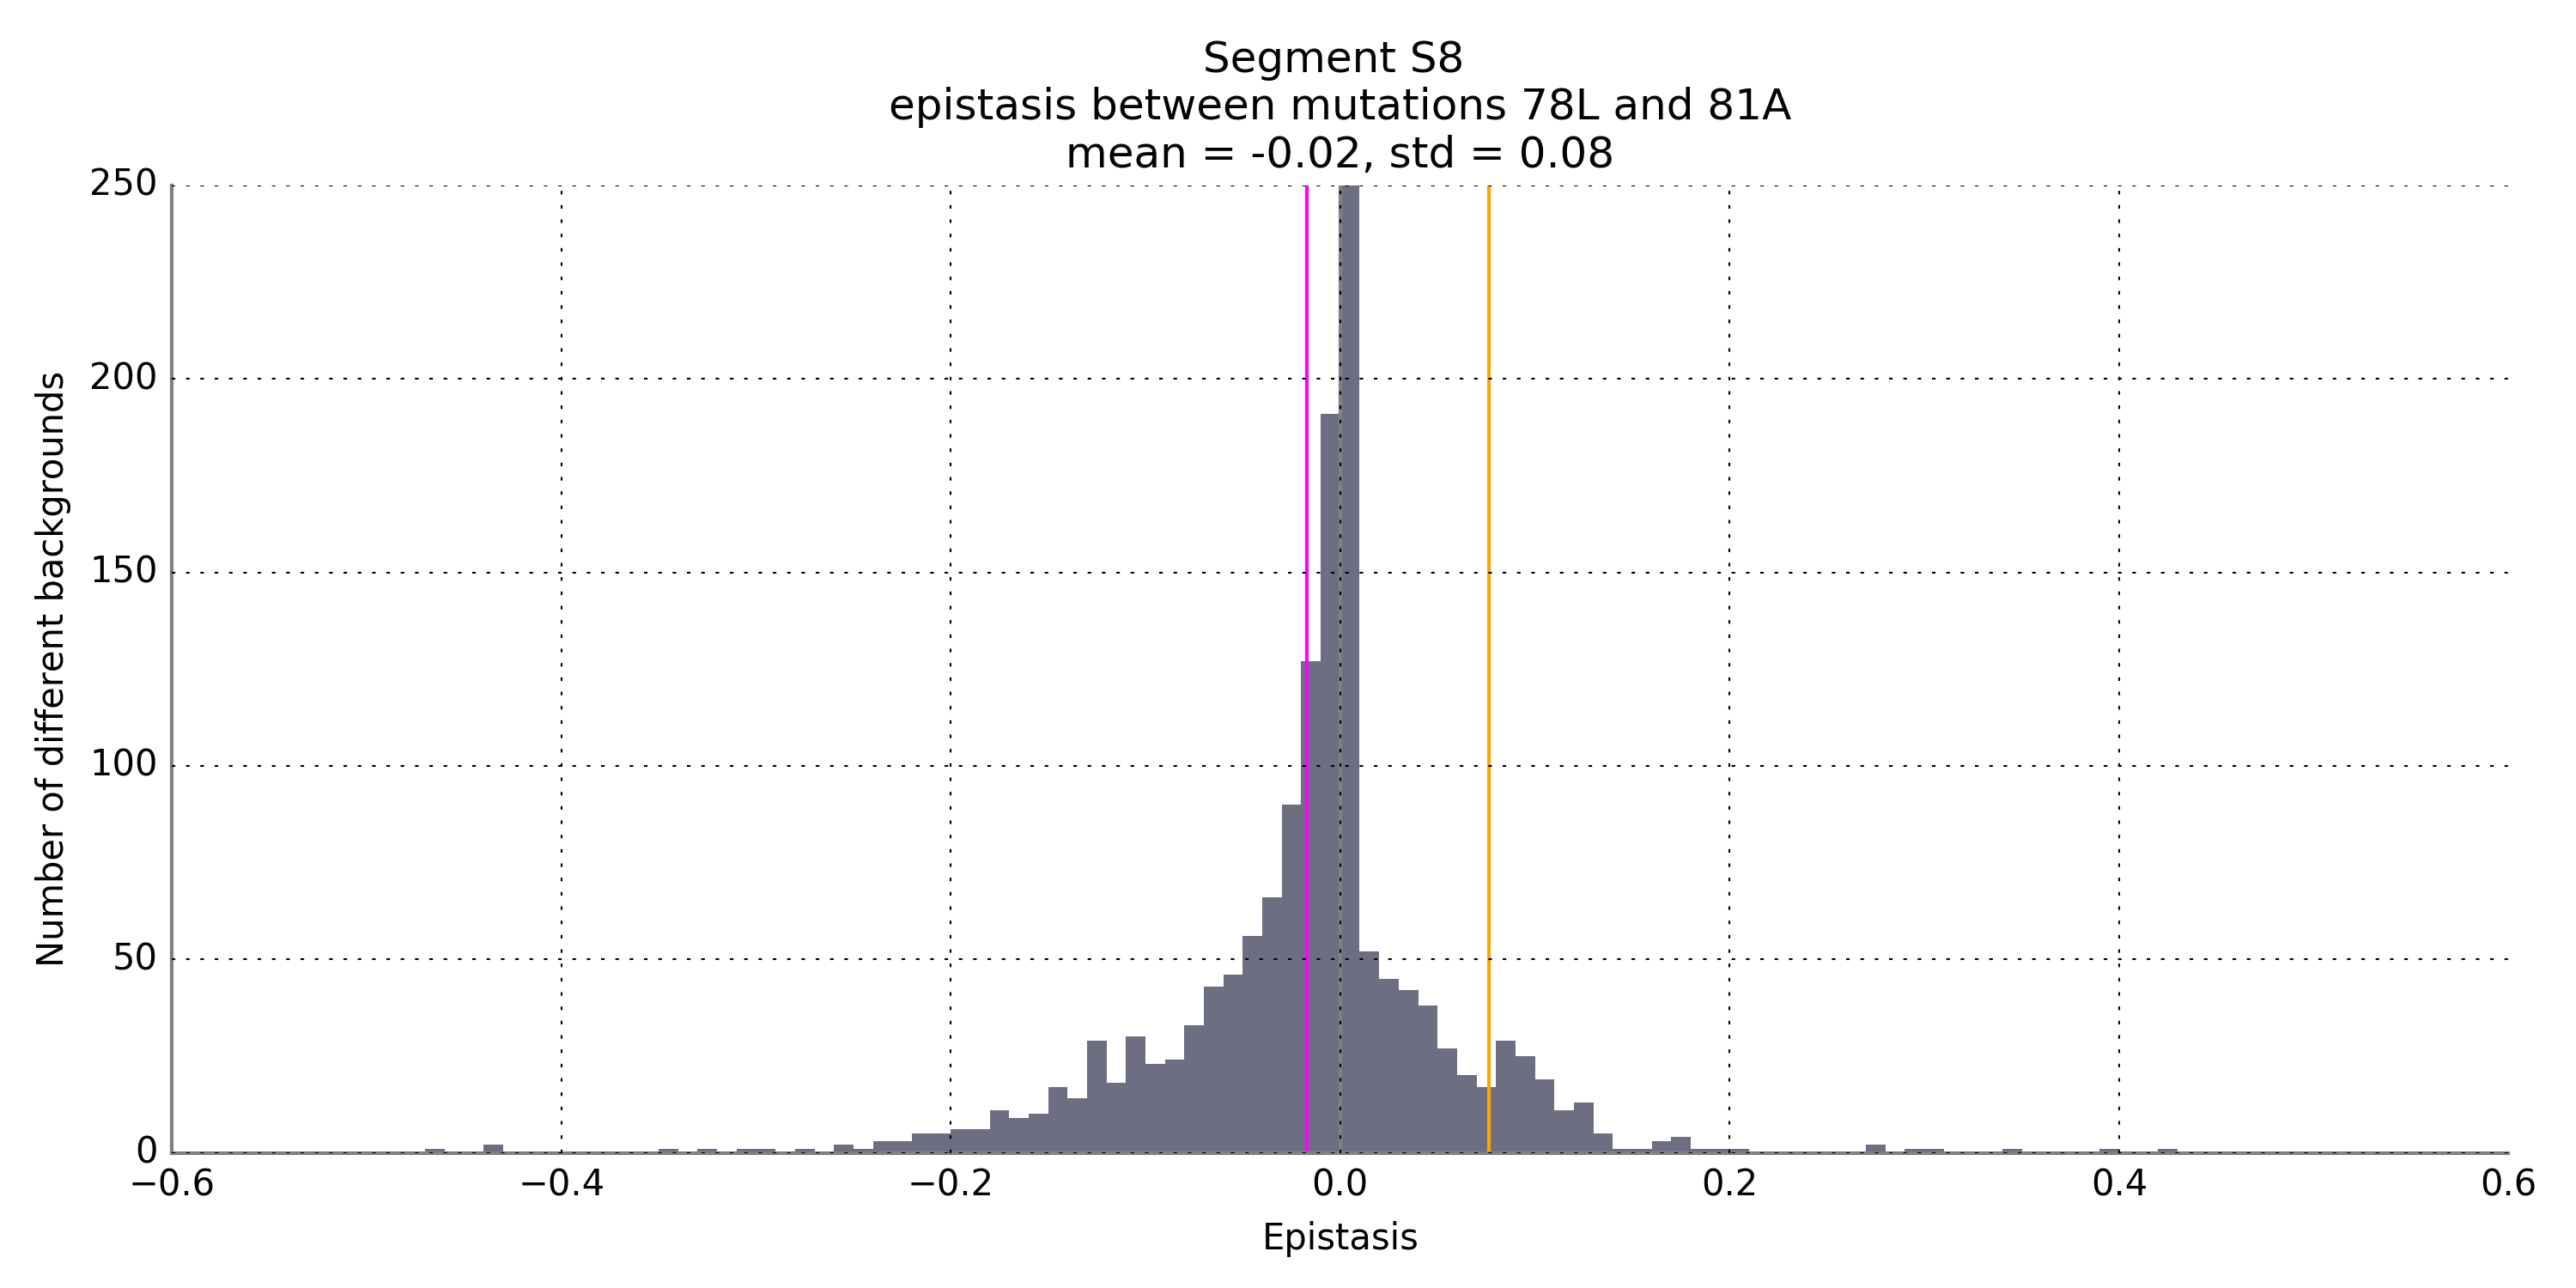 Segment S8
epistasis between mutations 78L and 81A
mean = -0.02, std = 0.08
250
200
150
100
50
0
Number of different backgrounds
−0.6 −0.4 −0.2 0.0 0.2 0.4 0.6
Epistasis